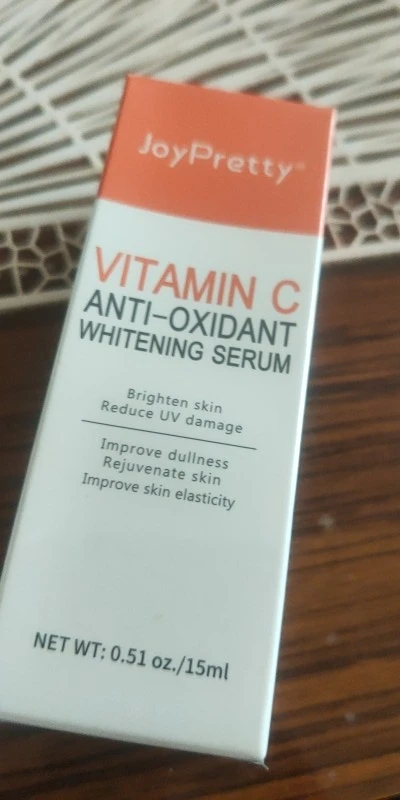 JoyPretty®
VITAMIN C
ANTI-OXIDANT
WHITENING SERUM
Brighten skin
Reduce UV damage
Improve dullness
Rejuvenate skin
Improve skin elasticity
NET WT: 0.51 oz./15ml